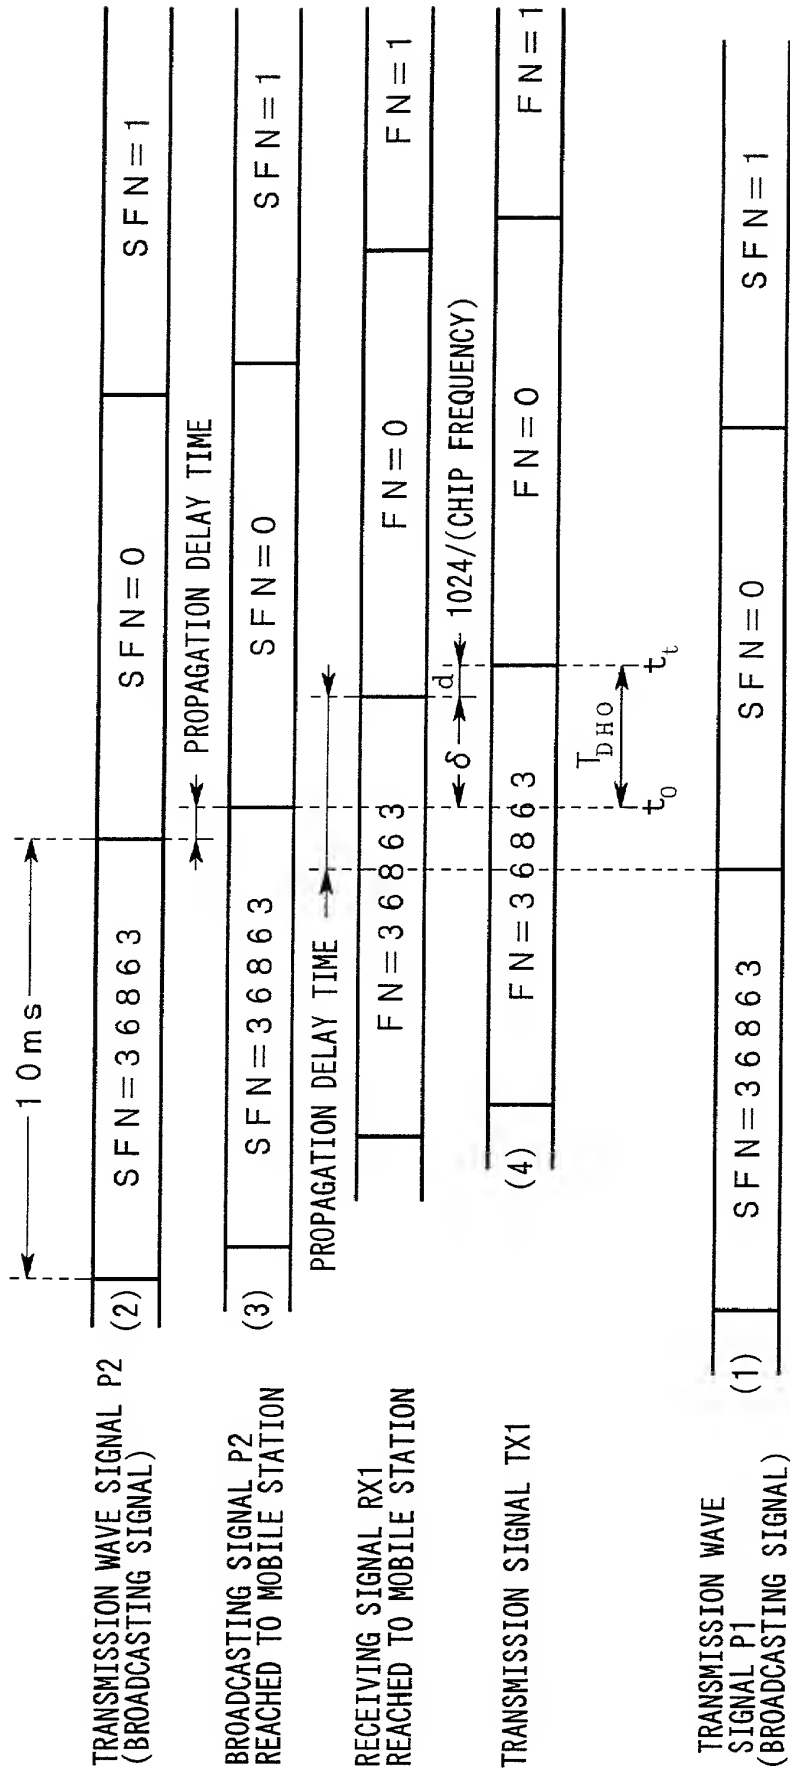 10ms
TRANSMISSION WAVE SIGNAL P2
(BROADCASTING SIGNAL)
(2)
SFN=36863
SFN=0
SFN=1
PROPAGATION DELAY TIME
BROADCASTING SIGNAL P2
REACHED TO MOBILE STATION
(3)
SFN=36863
SFN=0
SFN=1
PROPAGATION DELAY TIME
RECEIVING SIGNAL RX1
REACHED TO MOBILE STATION
FN=36863
FN=0
FN=1
δ
d
1024/(CHIP FREQUENCY)
TRANSMISSION SIGNAL TX1
(4)
FN=36863
FN=0
FN=1
T_DHO
t_0
t_t
TRANSMISSION WAVE
SIGNAL P1
(BROADCASTING SIGNAL)
(1)
SFN=36863
SFN=0
SFN=1